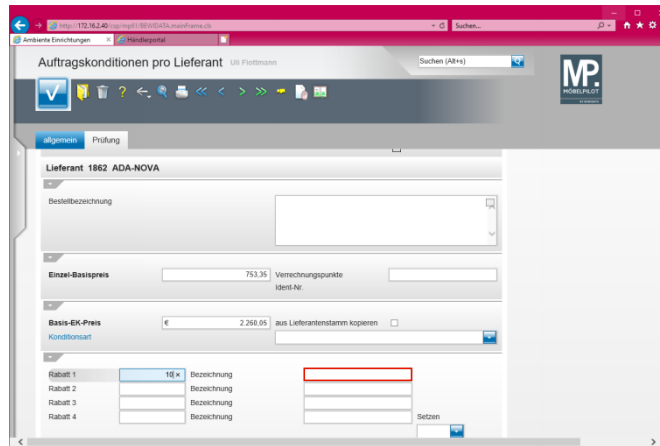 http://172.16.2.40/csp/mp61/BEWIDATA.mainFrame.cls
Suchen...
Ambiente Einrichtungen
Händlerportal
Auftragskonditionen pro Lieferant Uli Flottmann
Suchen (Alt+s)
MP.
MÖBELPILOT
allgemein Prüfung
Lieferant 1862 ADA-NOVA
Bestellbezeichnung
Einzel-Basispreis 753,35 Verrechnungspunkte
Ident-Nr.
Basis-EK-Preis € 2.260,05 aus Lieferantenstamm kopieren
Konditionsart
Rabatt 1 10 Bezeichnung
Rabatt 2 Bezeichnung
Rabatt 3 Bezeichnung
Rabatt 4 Bezeichnung Setzen